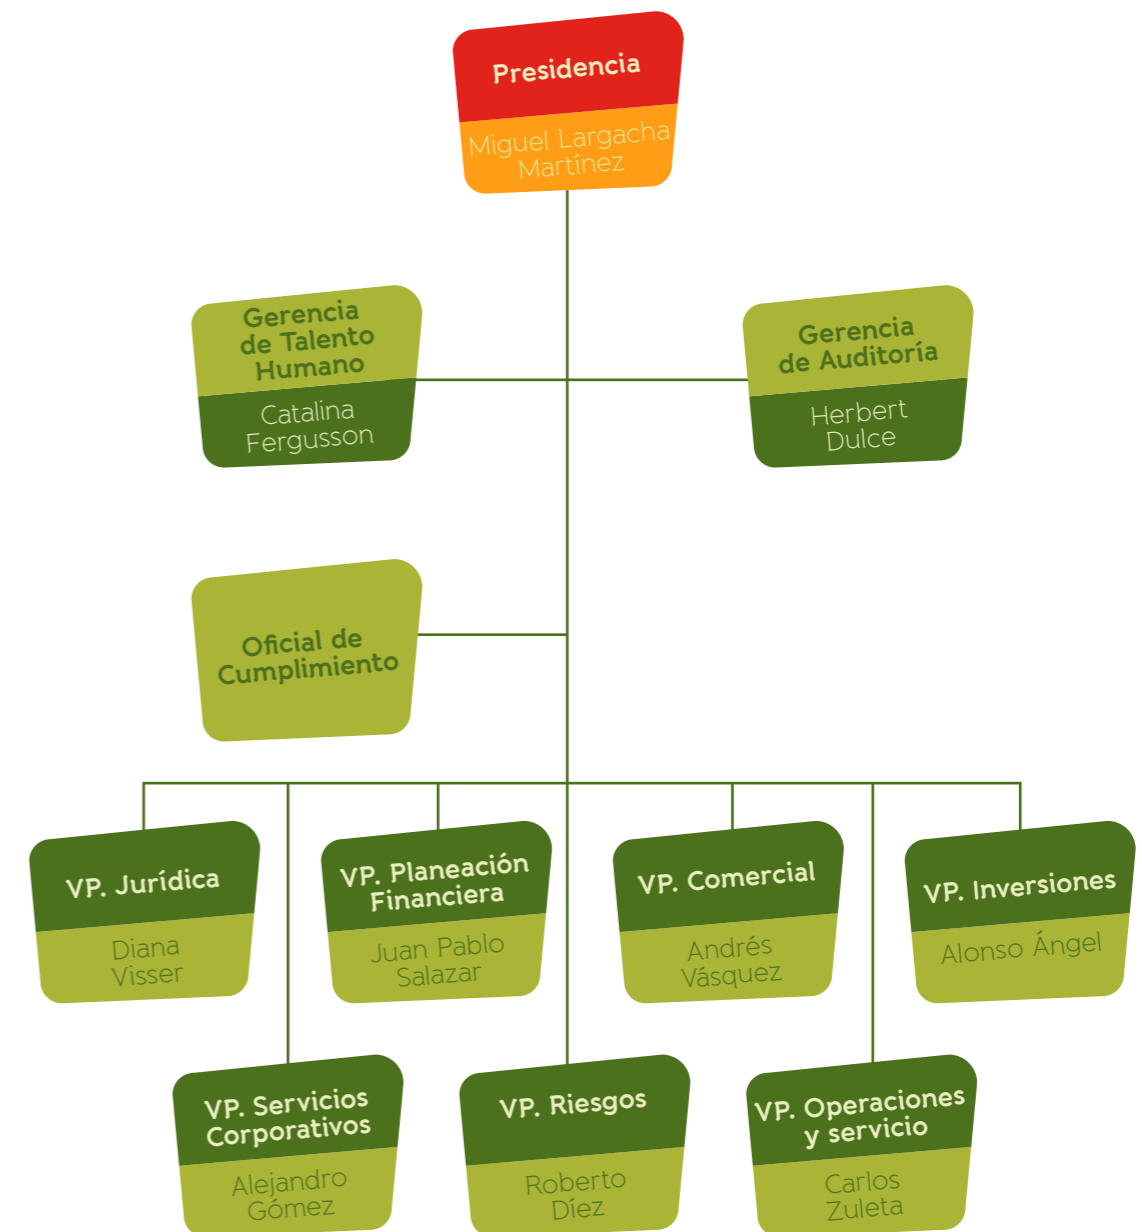 Presidencia
Miguel Largacha
Martínez
Gerencia
de Talento
Humano
Catalina
Fergusson
Gerencia
de Auditoría
Herbert
Dulce
Oficial de
Cumplimiento
VP. Jurídica
Diana
Visser
VP. Planeación
Financiera
Juan Pablo
Salazar
VP. Comercial
Andrés
Vásquez
VP. Inversiones
Alonso Ángel
VP. Servicios
Corporativos
Alejandro
Gómez
VP. Riesgos
Roberto
Díez
VP. Operaciones
y servicio
Carlos
Zuleta